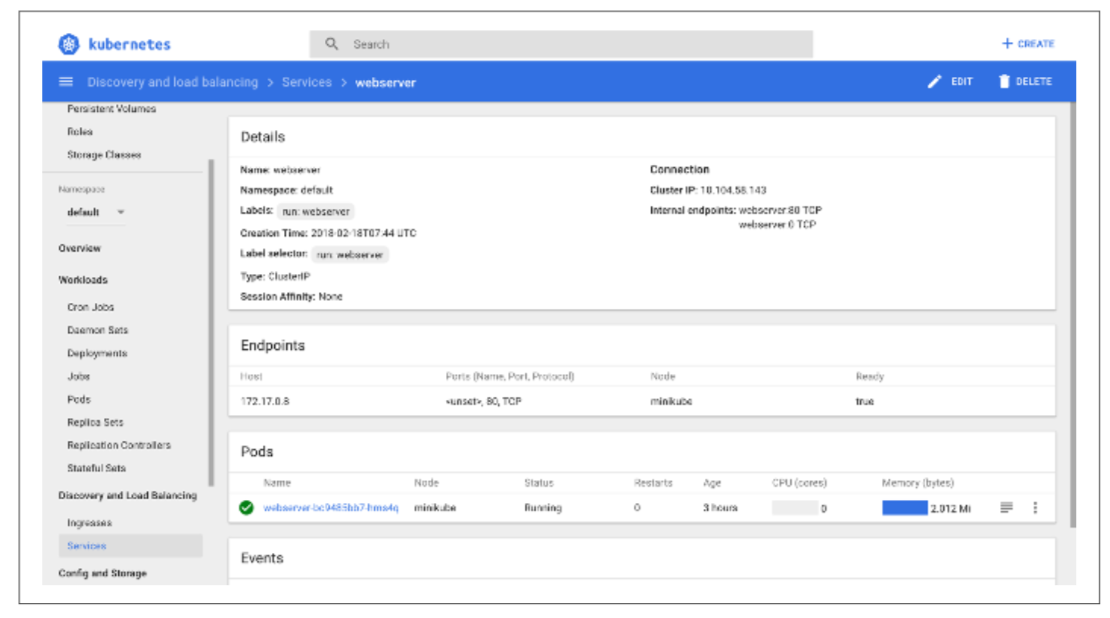 kubernetes
Search
+ CREATE
Discovery and load balancing > Services > webserver
EDIT
DELETE
Persistent Volumes
Roles
Storage Classes
Namespace
default
Overview
Workloads
Cron Jobs
Daemon Sets
Deployments
Jobs
Pods
Replica Sets
Replication Controllers
Stateful Sets
Discovery and Load Balancing
Ingresses
Services
Config and Storage
Details
Name: webserver
Namespace: default
Labels: run: webserver
Creation Time: 2018-02-18T07:44 UTC
Label selector: run: webserver
Type: ClusterIP
Session Affinity: None
Connection
Cluster IP: 10.104.58.143
Internal endpoints: webserver:80 TCP
webserver:0 TCP
Endpoints
Host Ports (Name, Port, Protocol) Node Ready
172.17.0.8 <unset>, 80, TCP minikube true
Pods
Name Node Status Restarts Age CPU (cores) Memory (bytes)
webserver-bc9485bb7-hms4q minikube Running 0 3 hours 0 2.012 Mi
Events